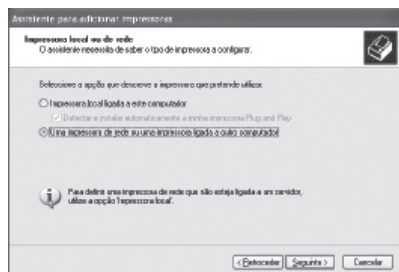 Assistente para adicionar impressoras
Impressora local ou de rede
O assistente necessita de saber o tipo de impressora a configurar.
Seleccione a opção que descreve a impressora que pretende utilizar:
Impressora local ligada a este computador
Detectar e instalar automaticamente a minha impressora Plug and Play
Uma impressora de rede ou uma impressora ligada a outro computador
Para definir uma impressora de rede que não esteja ligada a um servidor,
utilize a opção 'Impressora local'.
< Retroceder
Seguinte >
Cancelar